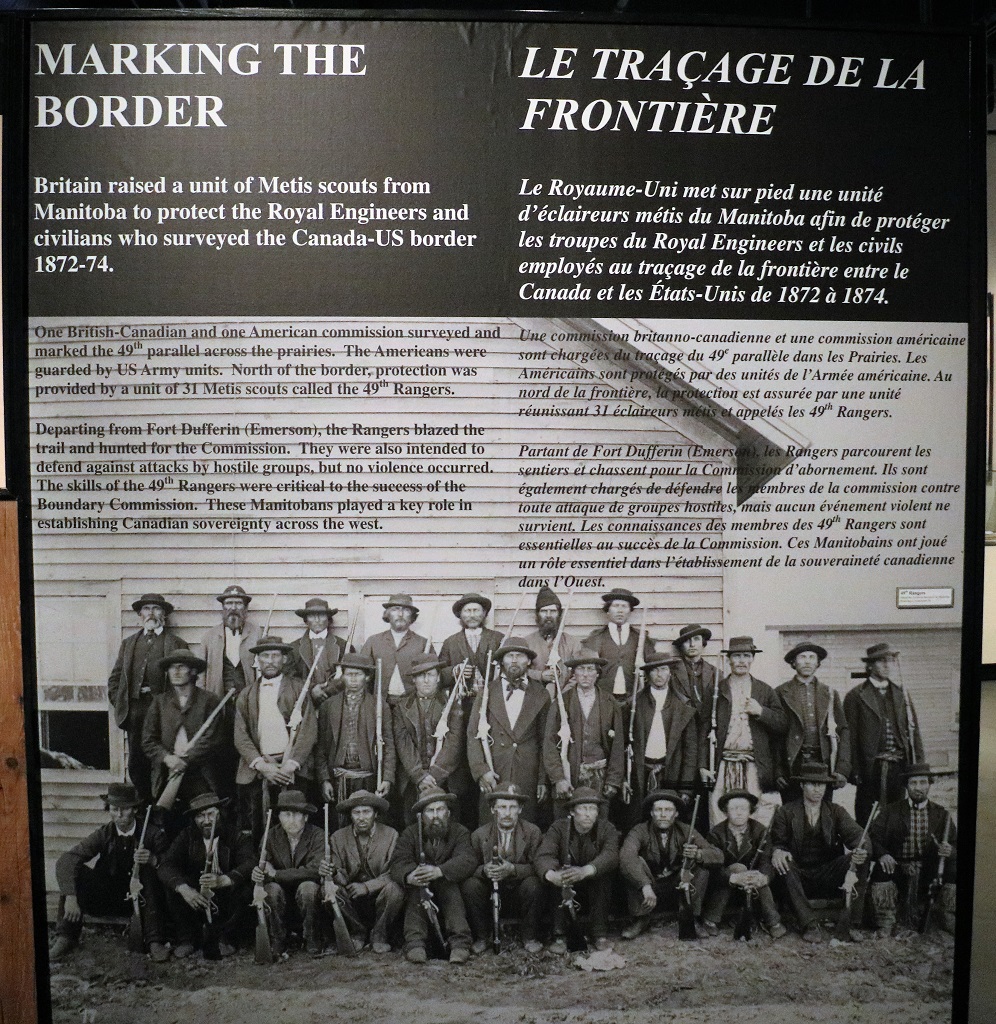 MARKING THE
BORDER
Britain raised a unit of Metis scouts from
Manitoba to protect the Royal Engineers and
civilians who surveyed the Canada-US border
1872-74.
One British-Canadian and one American commission surveyed and
marked the 49th parallel across the prairies. The Americans were
guarded by US Army units. North of the border, protection was
provided by a unit of 31 Metis scouts called the 49th Rangers.
Departing from Fort Dufferin (Emerson), the Rangers blazed the
trail and hunted for the Commission. They were also intended to
defend against attacks by hostile groups, but no violence occurred.
The skills of the 49th Rangers were critical to the success of the
Boundary Commission. These Manitobans played a key role in
establishing Canadian sovereignty across the west.
LE TRAÇAGE DE LA
FRONTIÈRE
Le Royaume-Uni met sur pied une unité
d'éclaireurs métis du Manitoba afin de protéger
les troupes du Royal Engineers et les civils
employés au traçage de la frontière entre le
Canada et les États-Unis de 1872 à 1874.
Une commission britanno-canadienne et une commission américaine
sont chargées du traçage du 49e parallèle dans les Prairies. Les
Américains sont protégés par des unités de l'Armée américaine. Au
nord de la frontière, la protection est assurée par une unité
réunissant 31 éclaireurs métis et appelés les 49th Rangers.
Partant de Fort Dufferin (Emerson), les Rangers parcourent les
sentiers et chassent pour la Commission d'abornement. Ils sont
également chargés de défendre les membres de la commission contre
toute attaque de groupes hostiles, mais aucun événement violent ne
survient. Les connaissances des membres des 49th Rangers sont
essentielles au succès de la Commission. Ces Manitobains ont joué
un rôle essentiel dans l'établissement de la souveraineté canadienne
dans l'Ouest.
49th Rangers
17